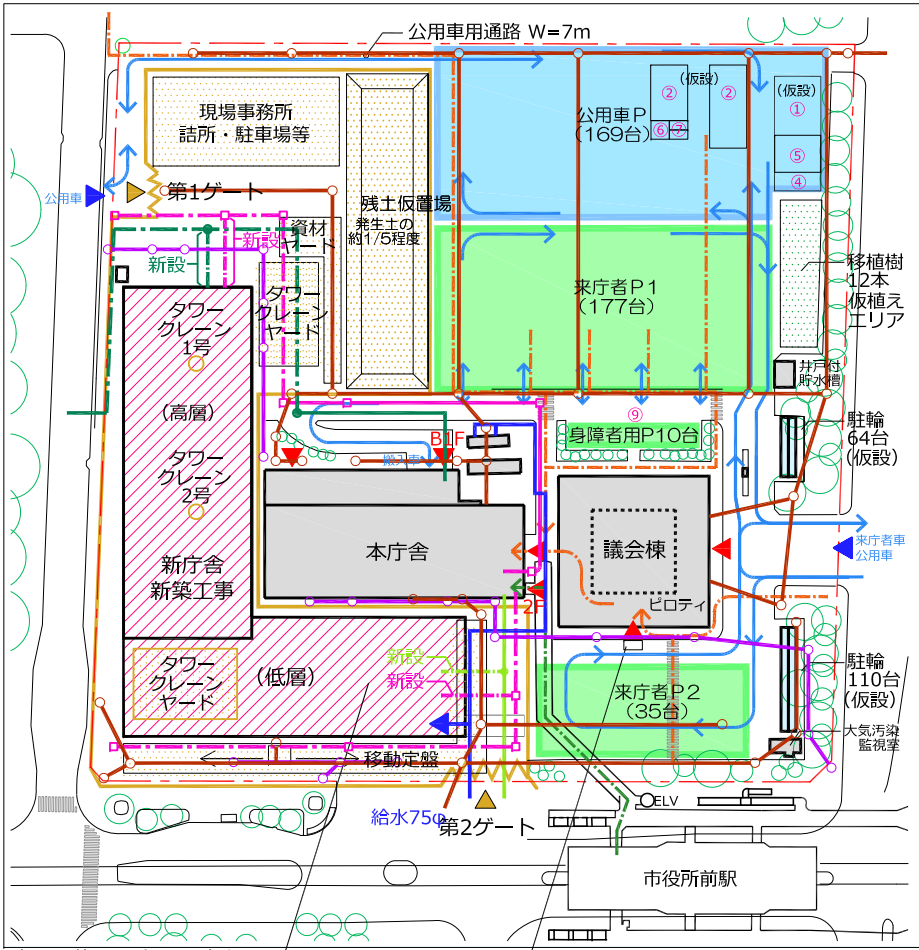 公用車用通路 W=7m
現場事務所
詰所・駐車場等
公用車P
(169台)
(仮設)
②
②
⑥⑦
(仮設)
①
⑤
④
公用車
第1ゲート
残土仮置場
発生土の
約1/5程度
資材
ヤード
新設
新設
タワー
クレーン
ヤード
来庁者P1
(177台)
移植樹
12本
仮植え
エリア
タワー
クレーン
1号
(高層)
タワー
クレーン
2号
新庁舎
新築工事
井戸付
貯水槽
⑨
身障者用P10台
駐輪
64台
(仮設)
B1F
搬入車
本庁舎
議会棟
ピロティ
2F
来庁者車
公用車
タワー
クレーン
ヤード
(低層)
新設
新設
来庁者P2
(35台)
駐輪
110台
(仮設)
大気汚染
監視室
移動定盤
給水75φ
第2ゲート
ELV
市役所前駅